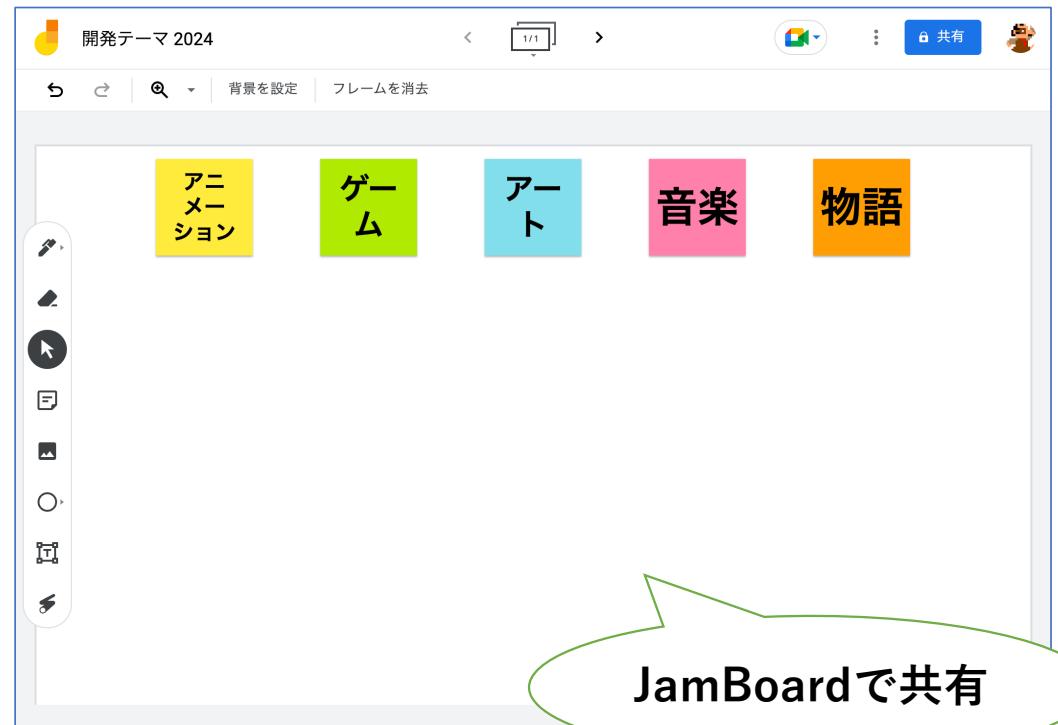 開発テーマ 2024
1/1
共有
背景を設定
フレームを消去
アニ
メー
ション
ゲー
ム
アー
ト
音楽
物語
T
JamBoardで共有